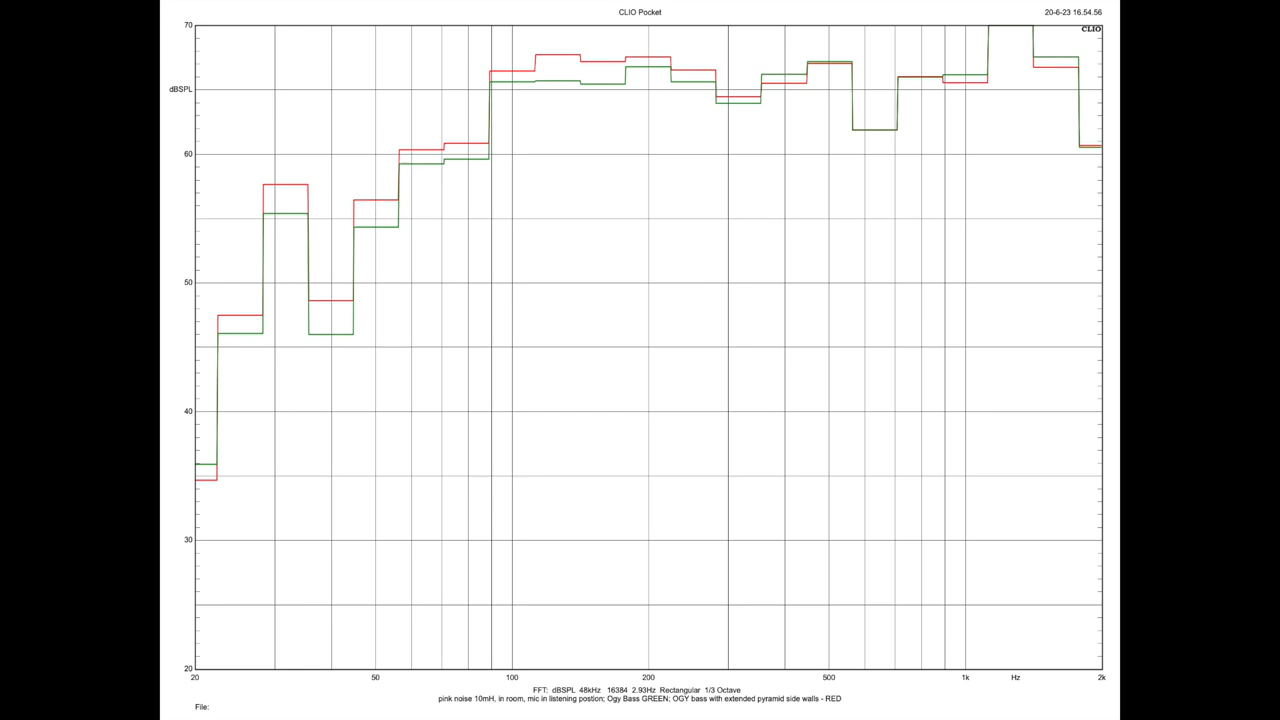 CLIO Pocket
20-6-23 16.54.56
70
CLIO
dBSPL
60
50
40
30
20
20 50 100 200 500 1k Hz 2k
FFT: dBSPL 48kHz 16384 2.93Hz Rectangular 1/3 Octave
pink noise 10mH, in room, mic in listening postion; Ogy Bass GREEN; OGY bass with extended pyramid side walls - RED
File: